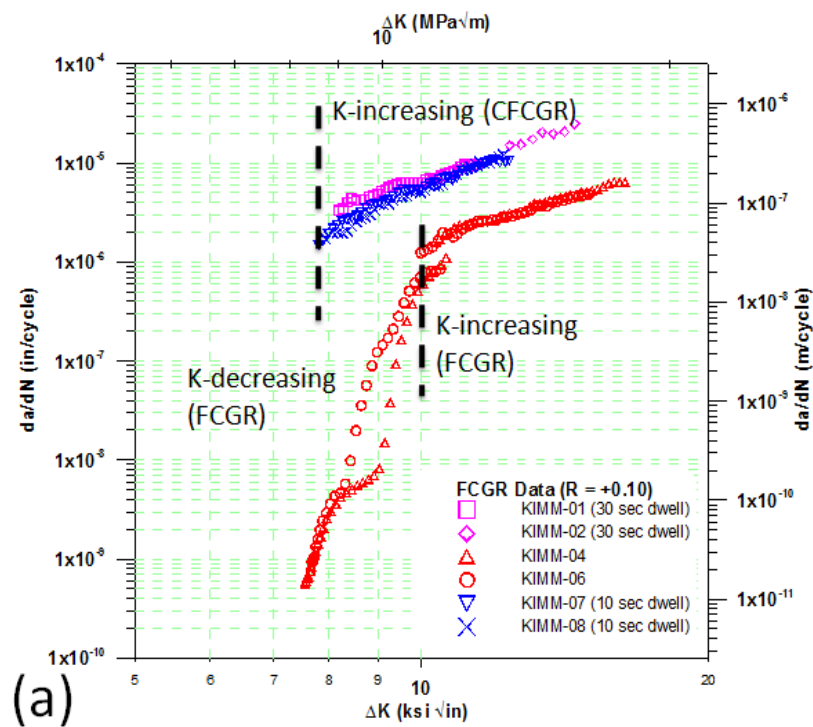 ΔK (MPa√m)
10
1x10⁻⁴
1x10⁻⁵
1x10⁻⁶
1x10⁻⁷
1x10⁻⁸
1x10⁻⁹
1x10⁻¹⁰
da/dN (in/cycle)
K-increasing (CFCGR)
K-increasing
(FCGR)
K-decreasing
(FCGR)
1x10⁻⁶
1x10⁻⁷
1x10⁻⁸
1x10⁻⁹
1x10⁻¹⁰
1x10⁻¹¹
da/dN (m/cycle)
FCGR Data (R = +0.10)
KIMM-01 (30 sec dwell)
KIMM-02 (30 sec dwell)
KIMM-04
KIMM-06
KIMM-07 (10 sec dwell)
KIMM-08 (10 sec dwell)
5 6 7 8 9 10 20
ΔK (ksi √in)
(a)